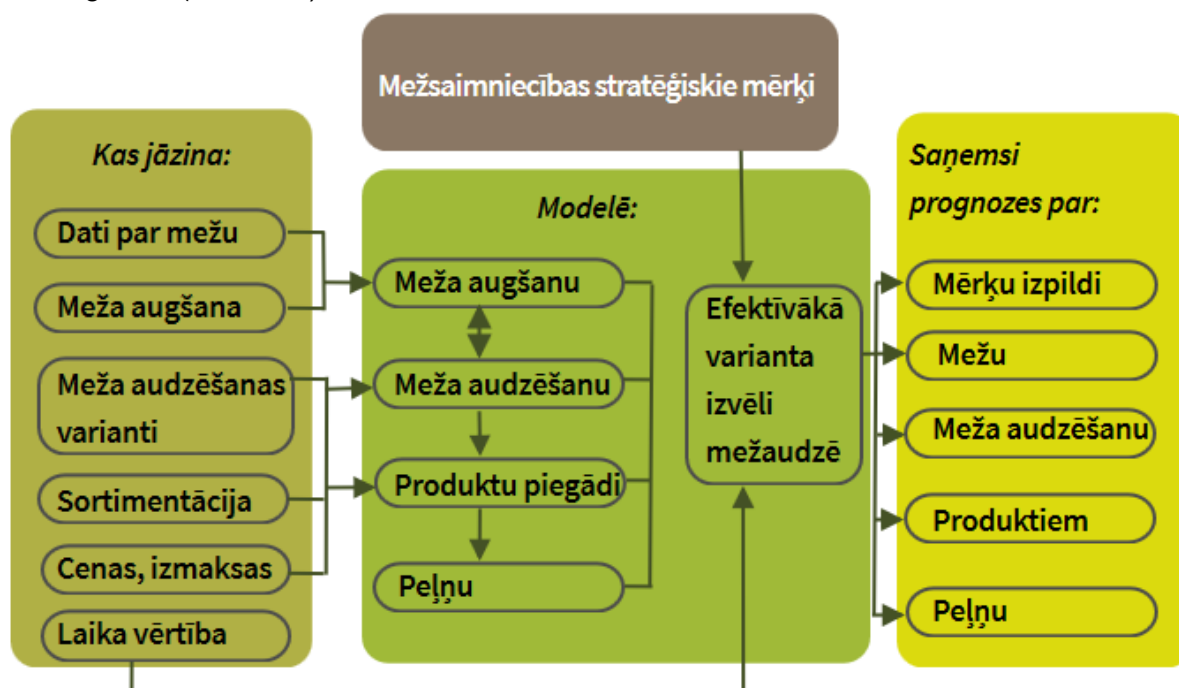 Mežsaimniecības stratēģiskie mērķi
Kas jāzina:
Dati par mežu
Meža augšana
Meža audzēšanas
varianti
Sortimentācija
Cenas, izmaksas
Laika vērtība
Modelē:
Meža augšanu
Meža audzēšanu
Produktu piegādi
Peļņu
Efektīvākā
varianta
izvēli
mežaudzē
Saņemsi
prognozes par:
Mērķu izpildi
Mežu
Meža audzēšanu
Produktiem
Peļņu